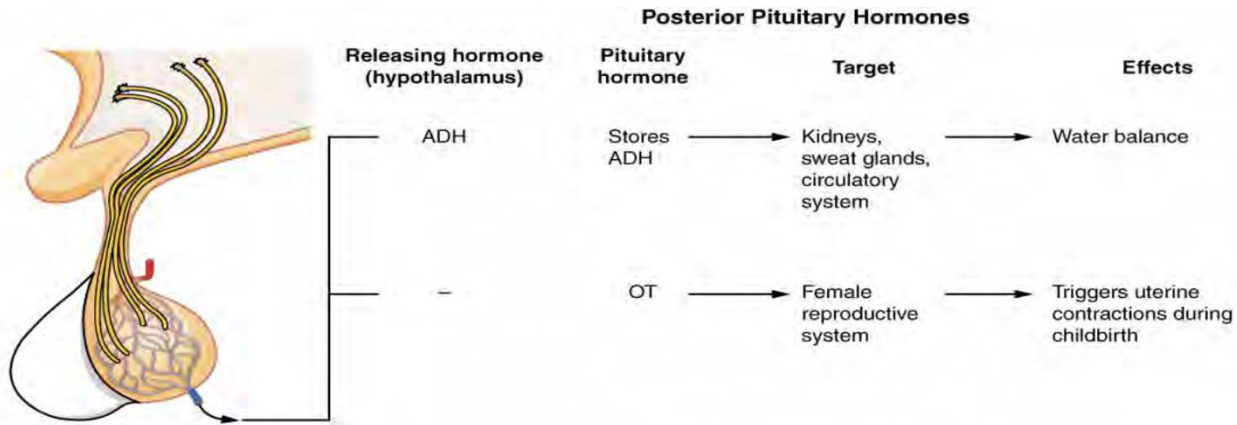 Posterior Pituitary Hormones
Releasing hormone
(hypothalamus)
Pituitary
hormone
Target
Effects
ADH
Stores
ADH
Kidneys,
sweat glands,
circulatory
system
Water balance
–
OT
Female
reproductive
system
Triggers uterine
contractions during
childbirth